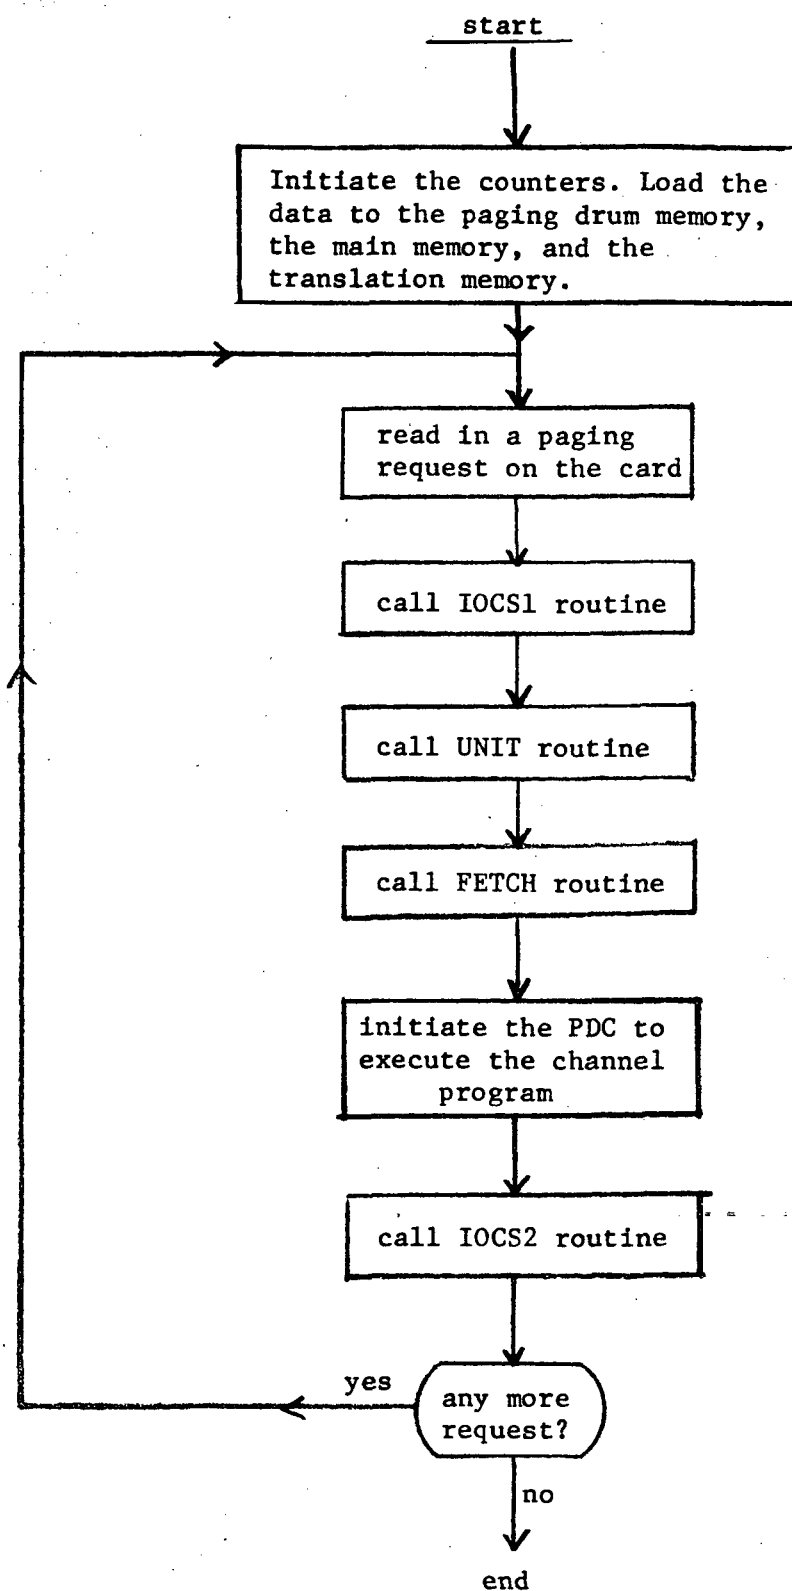 start
Initiate the counters. Load the
data to the paging drum memory,
the main memory, and the
translation memory.
read in a paging
request on the card
call IOCS1 routine
call UNIT routine
call FETCH routine
initiate the PDC to
execute the channel
program
call IOCS2 routine
yes
any more
request?
no
end